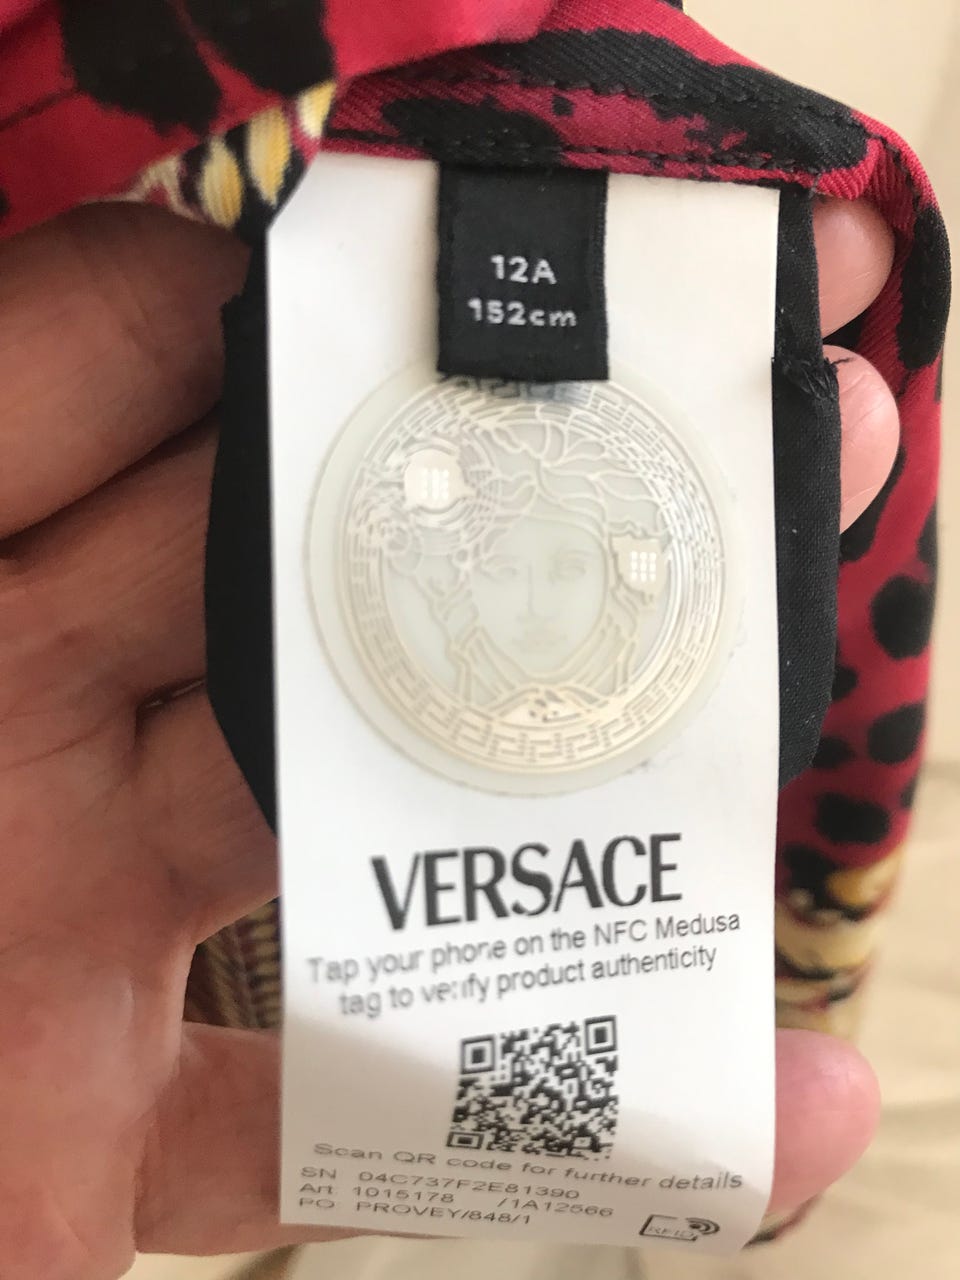 12A
152cm
VERSACE
Tap your phone on the NFC Medusa
tag to verify product authenticity
Scan QR code for further details
SN 04C737F2E81390
Art 1015178 /1A12566
PO PROVEY/848/1
RFID